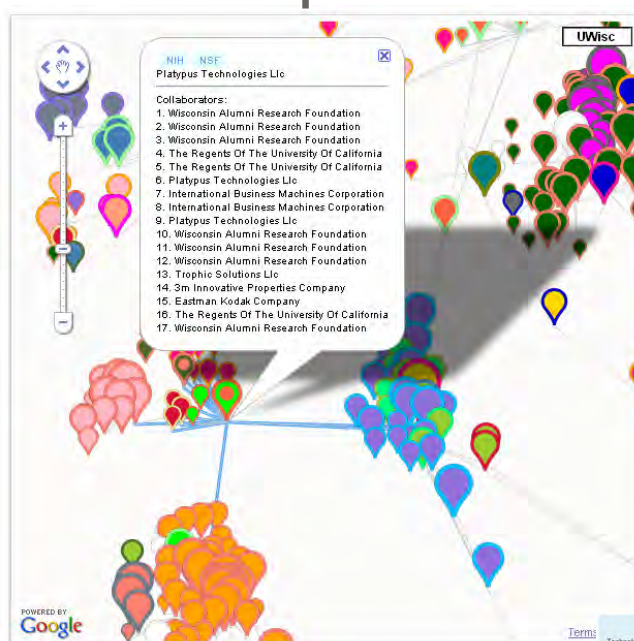 UWisc
NIH NSF
Platypus Technologies Llc
Collaborators:
1. Wisconsin Alumni Research Foundation
2. Wisconsin Alumni Research Foundation
3. Wisconsin Alumni Research Foundation
4. The Regents Of The University Of California
5. The Regents Of The University Of California
6. Platypus Technologies Llc
7. International Business Machines Corporation
8. International Business Machines Corporation
9. Platypus Technologies Llc
10. Wisconsin Alumni Research Foundation
11. Wisconsin Alumni Research Foundation
12. Wisconsin Alumni Research Foundation
13. Trophic Solutions Llc
14. 3m Innovative Properties Company
15. Eastman Kodak Company
16. The Regents Of The University Of California
17. Wisconsin Alumni Research Foundation
POWERED BY
Google
Terms